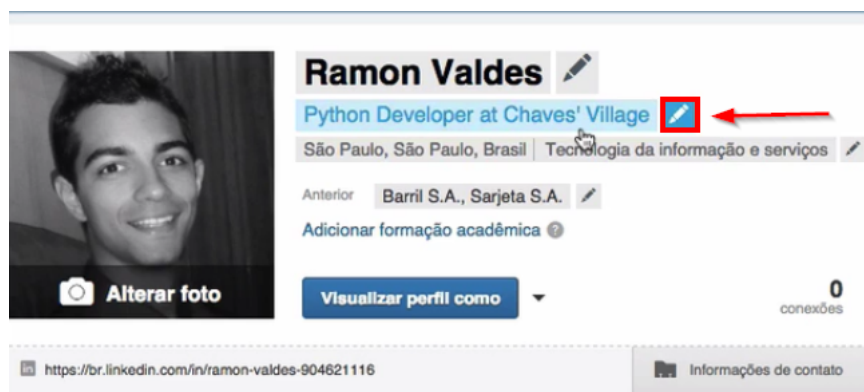 Ramon Valdes
Python Developer at Chaves' Village
São Paulo, São Paulo, Brasil | Tecnologia da informação e serviços
Anterior Barril S.A., Sarjeta S.A.
Adicionar formação acadêmica ?
Alterar foto
Visualizar perfil como
0
conexões
in https://br.linkedin.com/in/ramon-valdes-904621116
Informações de contato